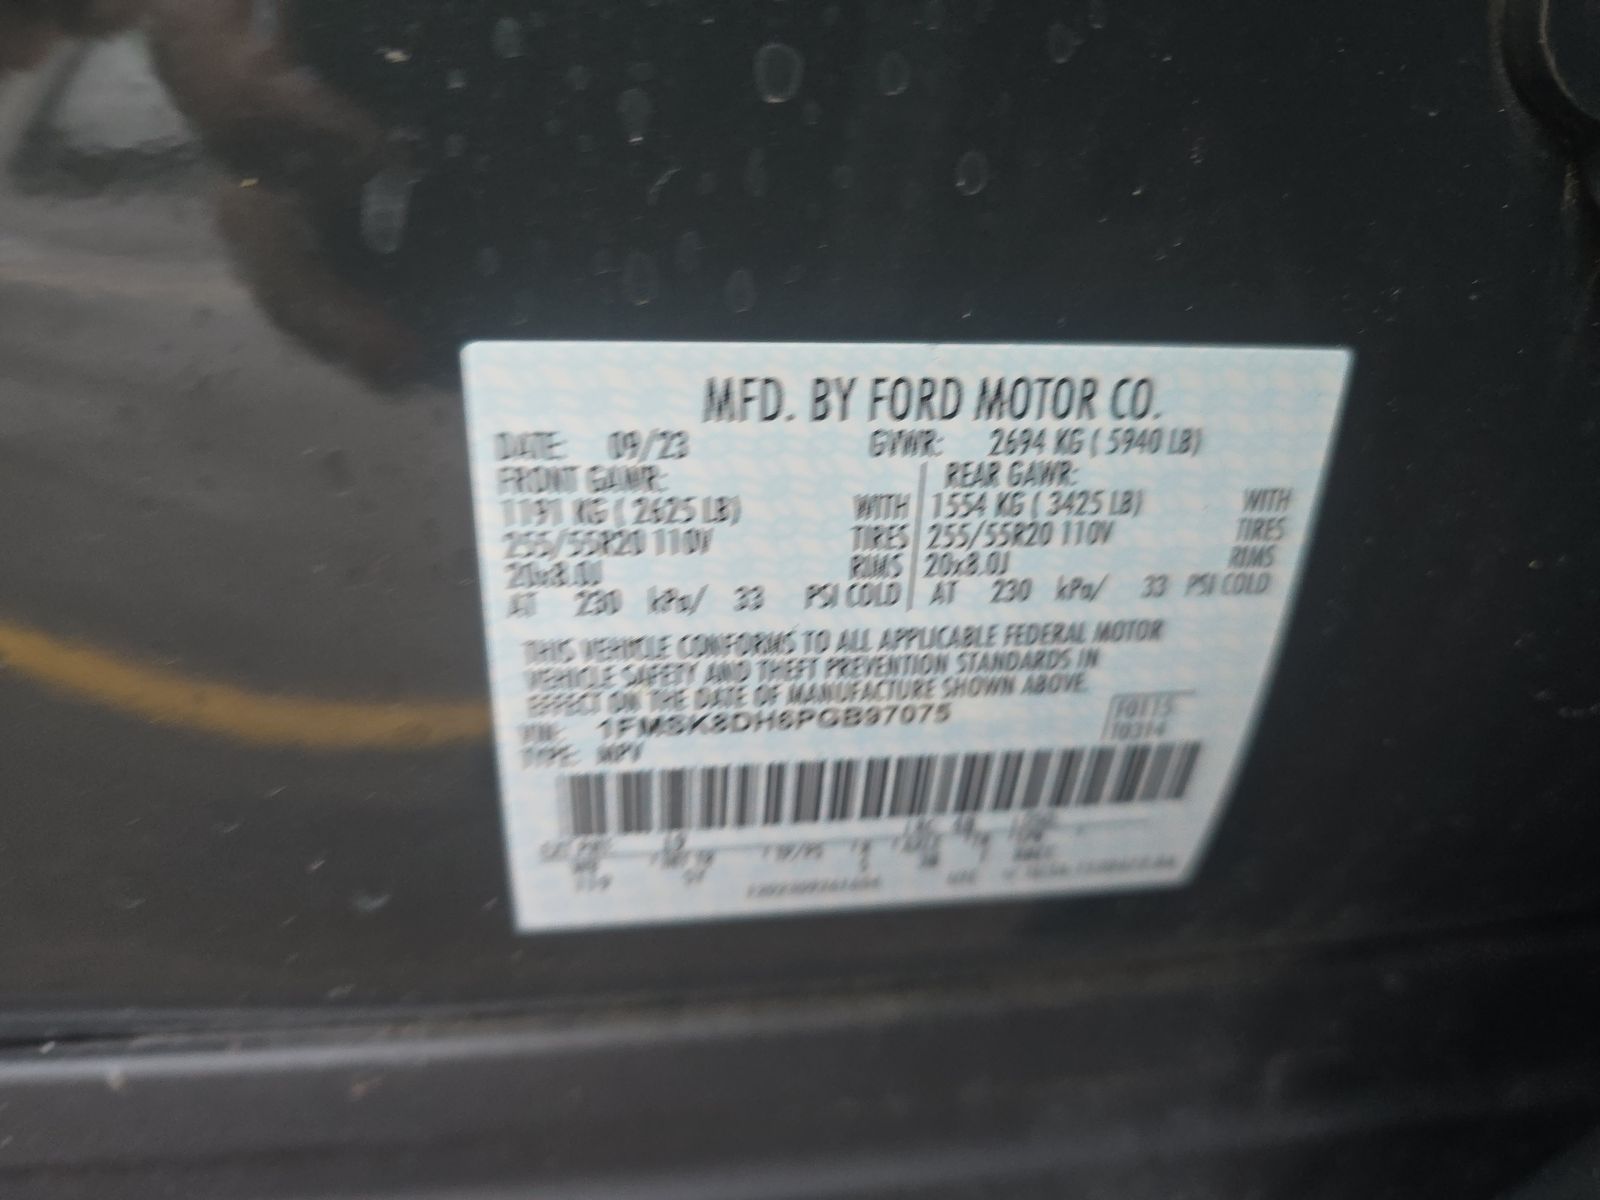 MFD. BY FORD MOTOR CO.
DATE: 09/23 GVWR: 2694 KG ( 5940 LB)
FRONT GAWR: REAR GAWR:
1191 KG ( 2625 LB) WITH 1554 KG ( 3425 LB) WITH
255/55R20 110V TIRES 255/55R20 110V TIRES
20x8.0J RIMS 20x8.0J RIMS
AT 230 kPa/ 33 PSI COLD AT 230 kPa/ 33 PSI COLD
THIS VEHICLE CONFORMS TO ALL APPLICABLE FEDERAL MOTOR
VEHICLE SAFETY AND THEFT PREVENTION STANDARDS IN
EFFECT ON THE DATE OF MANUFACTURE SHOWN ABOVE.
VIN: 1FMSK8DH6PGB97075
TYPE: MPV